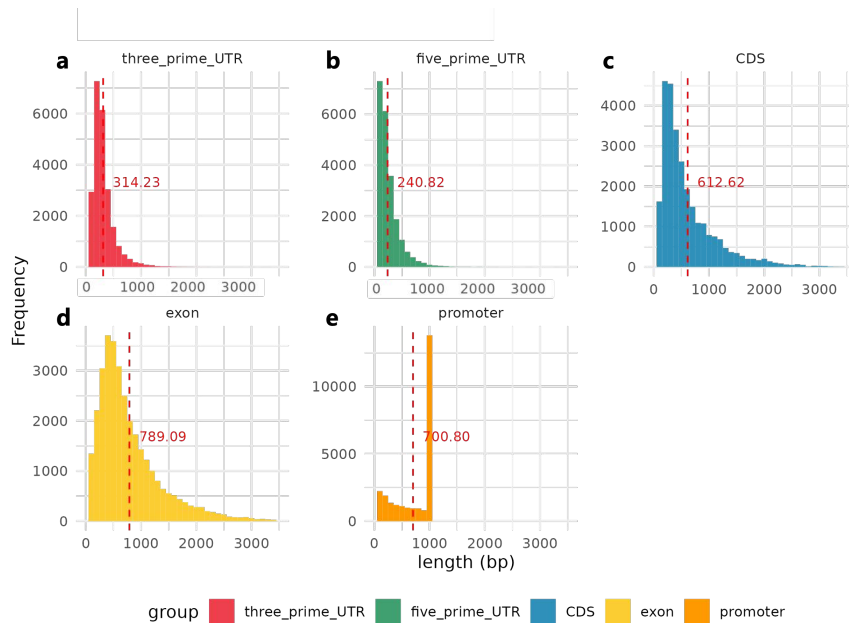 a three_prime_UTR
b five_prime_UTR
c CDS
6000
4000
2000
0
314.23
0 1000 2000 3000
6000
4000
2000
0
240.82
0 1000 2000 3000
4000
3000
2000
1000
0
612.62
0 1000 2000 3000
Frequency
d exon
e promoter
3000
2000
1000
0
789.09
0 1000 2000 3000
10000
5000
0
700.80
0 1000 2000 3000
length (bp)
group three_prime_UTR five_prime_UTR CDS exon promoter